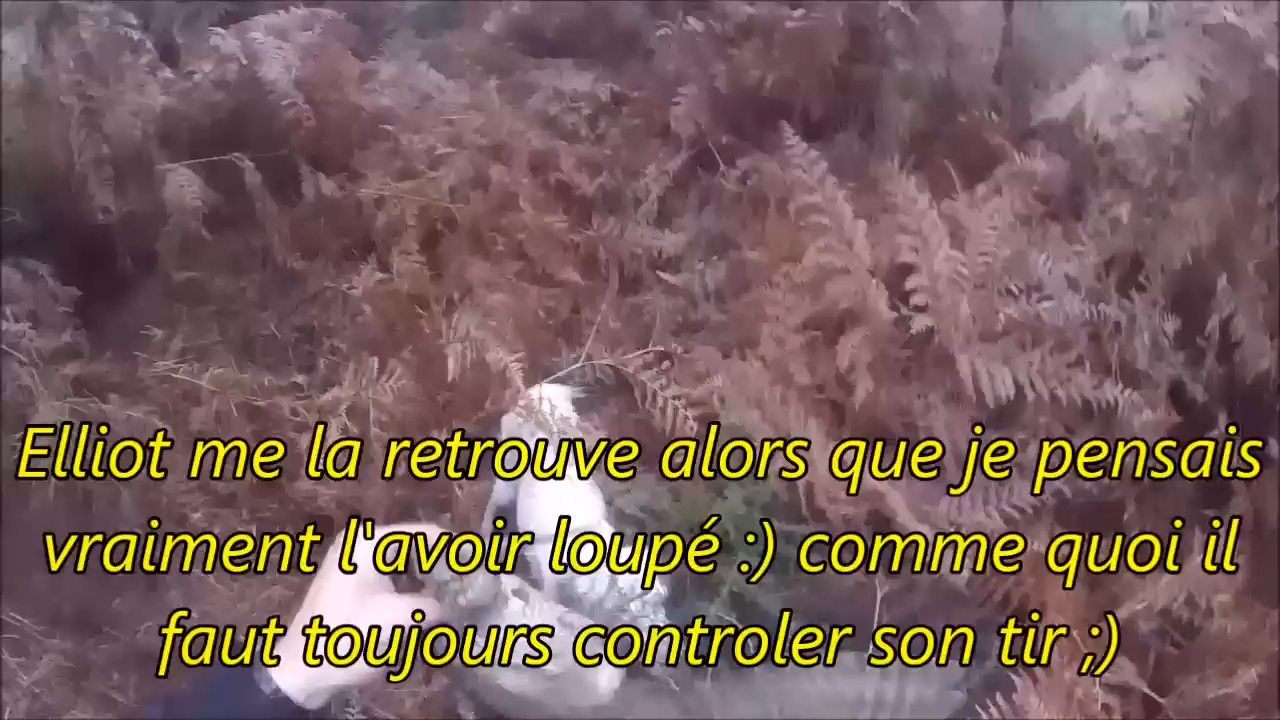 Elliot me la retrouve alors que je pensais
vraiment l'avoir loupé :) comme quoi il
faut toujours controler son tir ;)